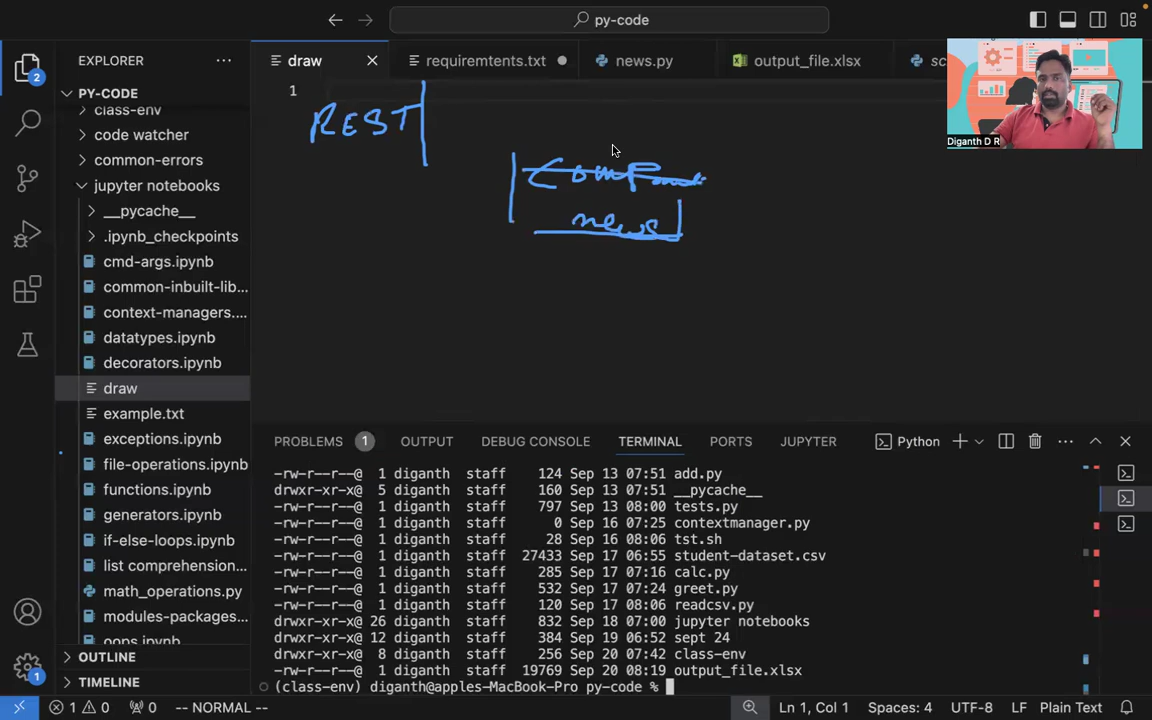 py-code
EXPLORER
draw
requiremtents.txt
news.py
output_file.xlsx
sc
2
PY-CODE
class-env
code watcher
common-errors
jupyter notebooks
__pycache__
.ipynb_checkpoints
cmd-args.ipynb
common-inbuilt-lib...
context-managers....
datatypes.ipynb
decorators.ipynb
draw
example.txt
exceptions.ipynb
file-operations.ipynb
functions.ipynb
generators.ipynb
if-else-loops.ipynb
list comprehension...
math_operations.py
modules-packages...
oops.ipynb
OUTLINE
TIMELINE
1
1
REST
news
Diganth D R
PROBLEMS 1 OUTPUT DEBUG CONSOLE TERMINAL PORTS JUPYTER Python
-rw-r--r--@ 1 diganth staff 124 Sep 13 07:51 add.py
drwxr-xr-x@ 5 diganth staff 160 Sep 13 07:51 __pycache__
-rw-r--r--@ 1 diganth staff 797 Sep 13 08:00 tests.py
-rw-r--r--@ 1 diganth staff 0 Sep 16 07:25 contextmanager.py
-rw-r--r--@ 1 diganth staff 28 Sep 16 08:06 tst.sh
-rw-r--r--@ 1 diganth staff 27433 Sep 17 06:55 student-dataset.csv
-rw-r--r--@ 1 diganth staff 285 Sep 17 07:16 calc.py
-rw-r--r--@ 1 diganth staff 532 Sep 17 07:24 greet.py
-rw-r--r--@ 1 diganth staff 120 Sep 17 08:06 readcsv.py
drwxr-xr-x@ 26 diganth staff 832 Sep 18 07:00 jupyter notebooks
drwxr-xr-x@ 12 diganth staff 384 Sep 19 06:52 sept 24
drwxr-xr-x@ 8 diganth staff 256 Sep 20 07:42 class-env
-rw-r--r--@ 1 diganth staff 19769 Sep 20 08:19 output_file.xlsx
(class-env) diganth@apples-MacBook-Pro py-code %
1 0 0 -- NORMAL -- Ln 1, Col 1 Spaces: 4 UTF-8 LF Plain Text